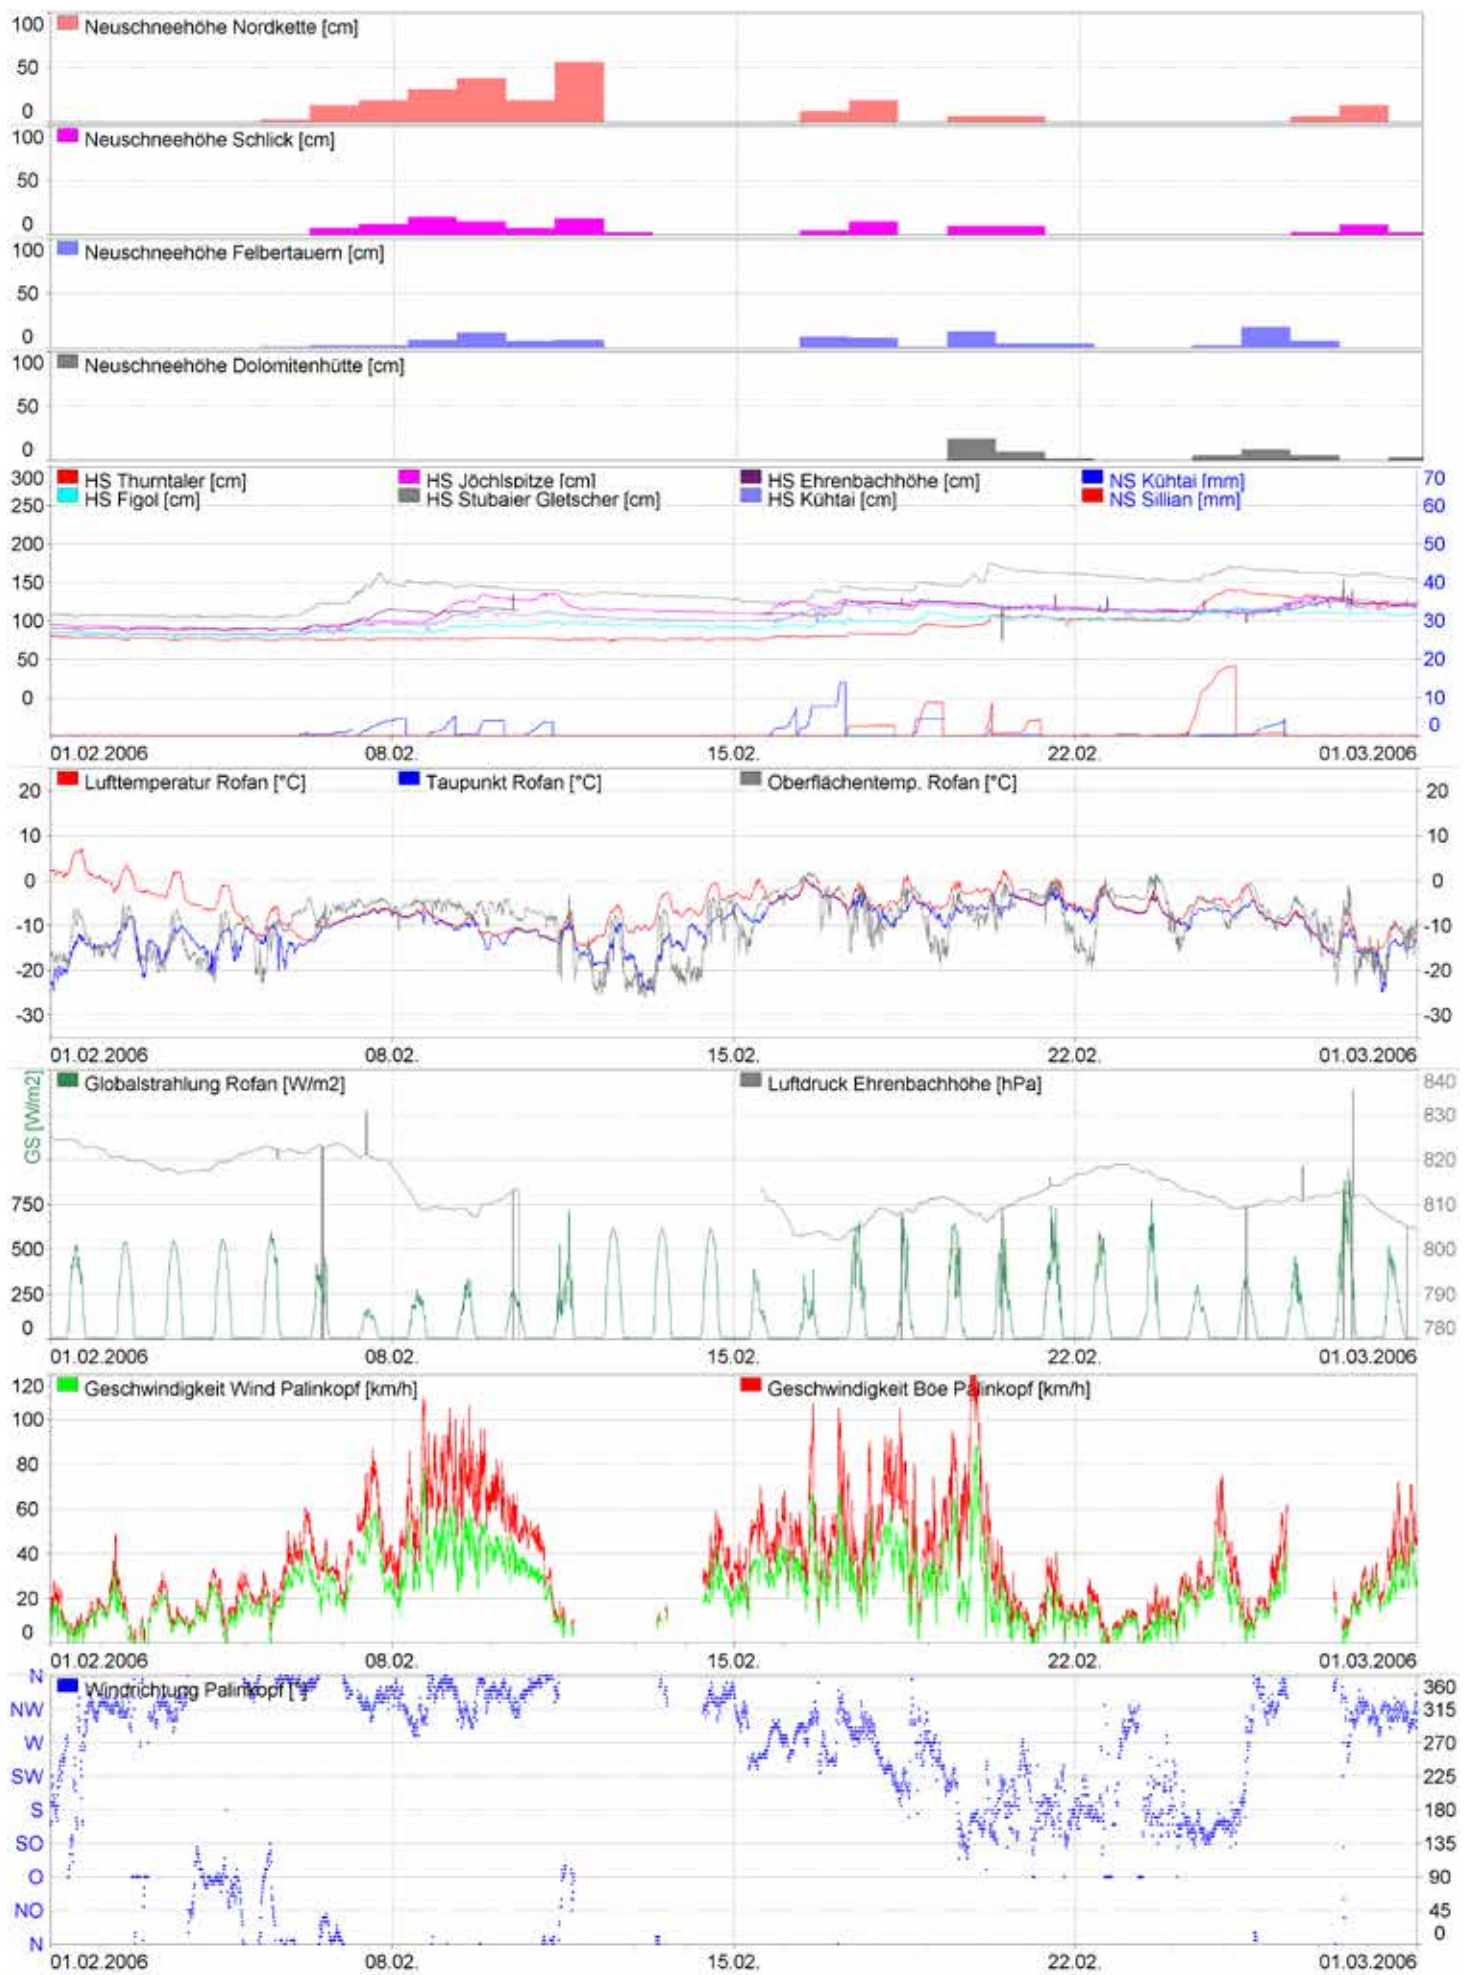 100 Neuschneehöhe Nordkette [cm]
50
0
100 Neuschneehöhe Schlick [cm]
50
0
100 Neuschneehöhe Felbertauern [cm]
50
0
100 Neuschneehöhe Dolomitenhütte [cm]
50
0
300 HS Thurntaler [cm] HS Jöchlspitze [cm] HS Ehrenbachhöhe [cm] NS Kühtai [mm] 70
250 HS Figol [cm] HS Stubaier Gletscher [cm] HS Kühtai [cm] NS Sillian [mm] 60
200 50
150 40
100 30
50 20
0 10
0
01.02.2006 08.02. 15.02. 22.02. 01.03.2006
Lufttemperatur Rofan [°C] Taupunkt Rofan [°C] Oberflächentemp. Rofan [°C]
20 20
10 10
0 0
-10 -10
-20 -20
-30 -30
01.02.2006 08.02. 15.02. 22.02. 01.03.2006
GS [W/m2] Globalstrahlung Rofan [W/m2] Luftdruck Ehrenbachhöhe [hPa] 840
830
820
750 810
500 800
250 790
0 780
01.02.2006 08.02. 15.02. 22.02. 01.03.2006
120 Geschwindigkeit Wind Palinkopf [km/h] Geschwindigkeit Böe Palinkopf [km/h]
100
80
60
40
20
0
01.02.2006 08.02. 15.02. 22.02. 01.03.2006
N Windrichtung Palinkopf [°] 360
NW 315
W 270
SW 225
S 180
SO 135
O 90
NO 45
N 0
01.02.2006 08.02. 15.02. 22.02. 01.03.2006